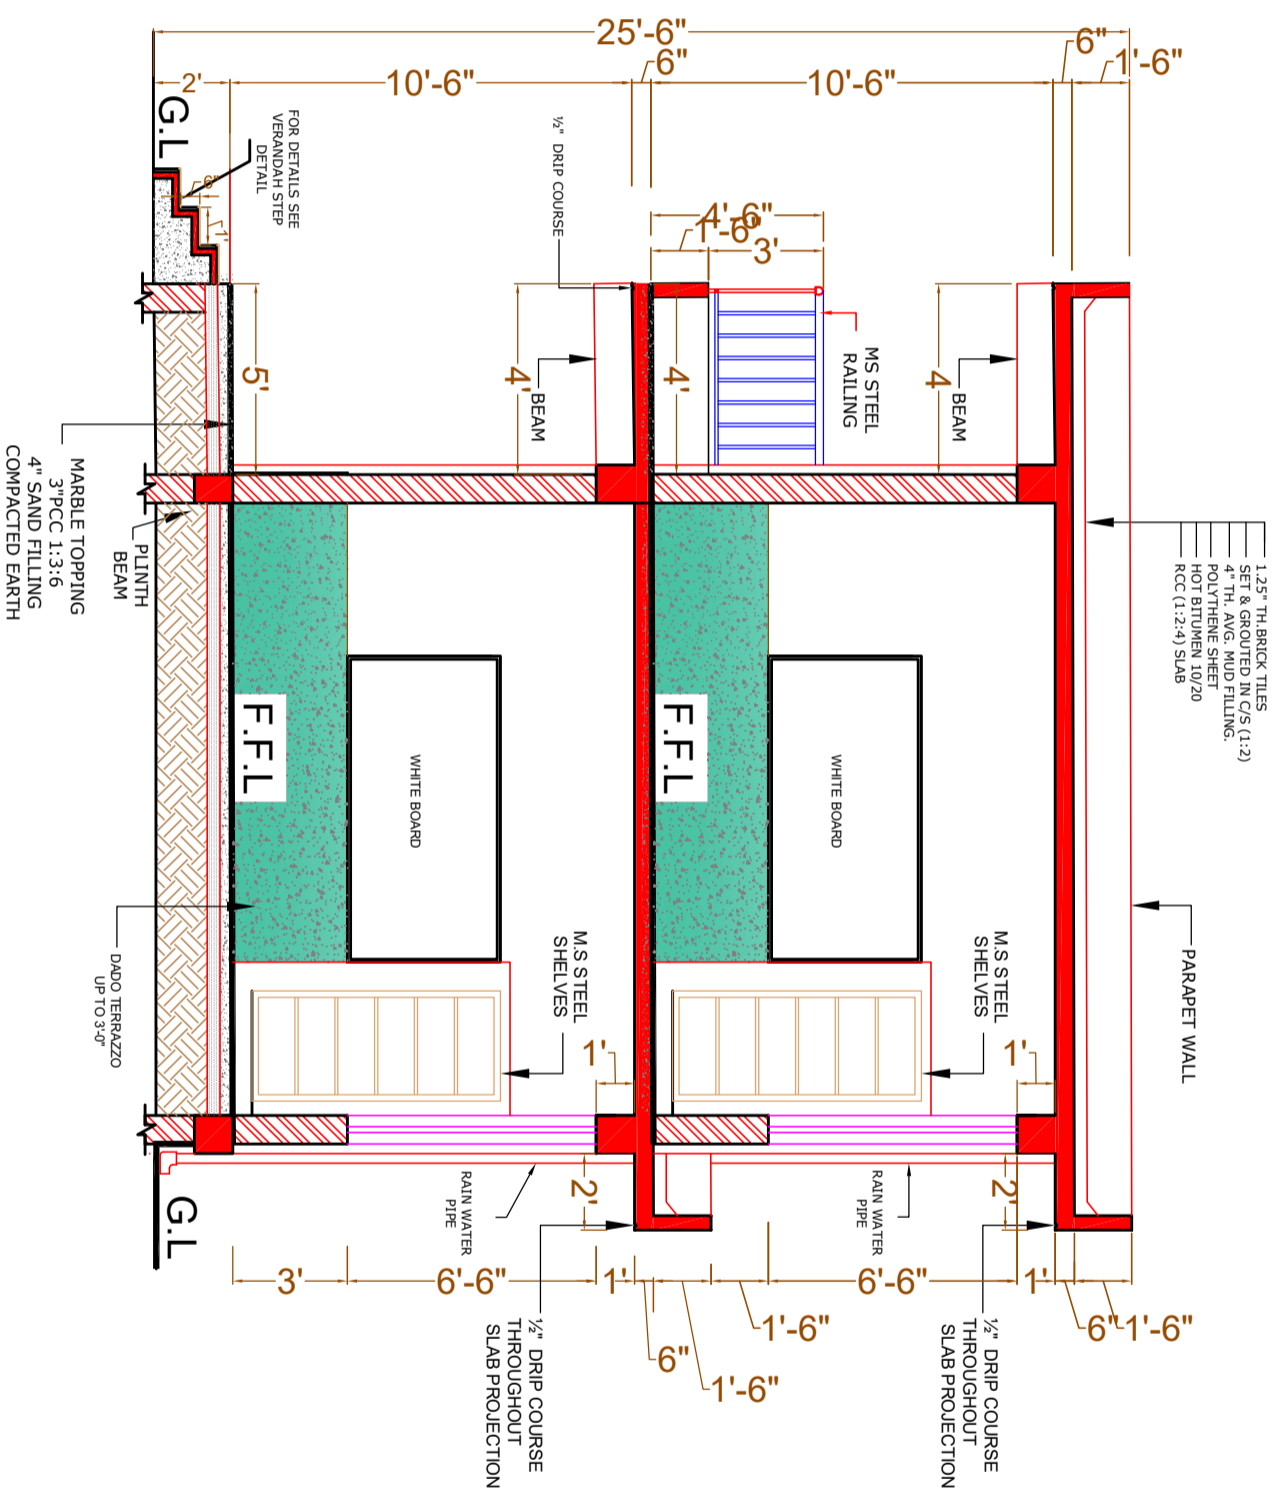 1.25" TH.BRICK TILES
SET & GROUTED IN C/S (1:2)
4" TH. AVG. MUD FILLING.
POLYTHENE SHEET
HOT BITUMEN 10/20
RCC (1:2:4) SLAB
PARAPET WALL
1'-6"
6"
10'-6"
6"
10'-6"
2'
25'-6"
BEAM
4
MS STEEL
RAILING
4'-6"
1'-6"
3'
4'
½" DRIP COURSE
BEAM
4'
5'
FOR DETAILS SEE
VERANDAH STEP
DETAIL
6"
1'
G.L
WHITE BOARD
F.F.L
M.S STEEL
SHELVES
1'
2'
RAIN WATER
PIPE
WHITE BOARD
F.F.L
M.S STEEL
SHELVES
1'
2'
RAIN WATER
PIPE
1'-6"
6"
1'
6'-6"
1'-6"
1'-6"
6"
1'
6'-6"
3'
½" DRIP COURSE
THROUGHOUT
SLAB PROJECTION
½" DRIP COURSE
THROUGHOUT
SLAB PROJECTION
G.L
PLINTH
BEAM
MARBLE TOPPING
3"PCC 1:3:6
4" SAND FILLING
COMPACTED EARTH
DADO TERRAZZO
UP TO 3'-0"